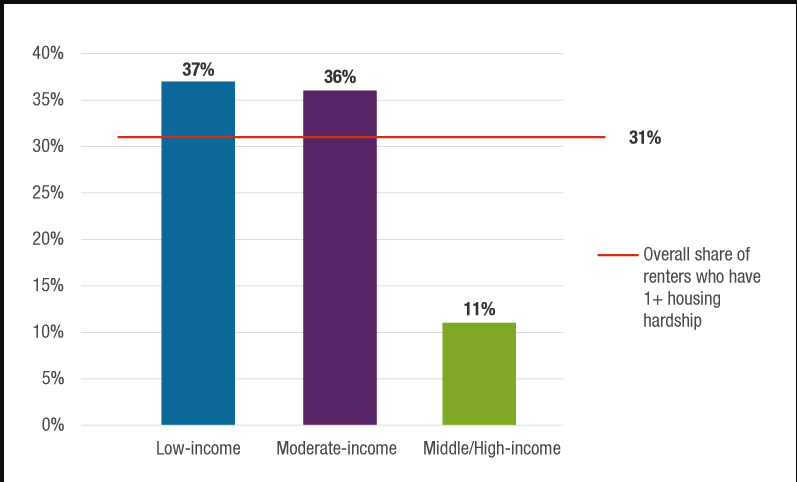 40%
35%
30%
25%
20%
15%
10%
5%
0%
37%
36%
11%
31%
Low-income
Moderate-income
Middle/High-income
Overall share of
renters who have
1+ housing
hardship